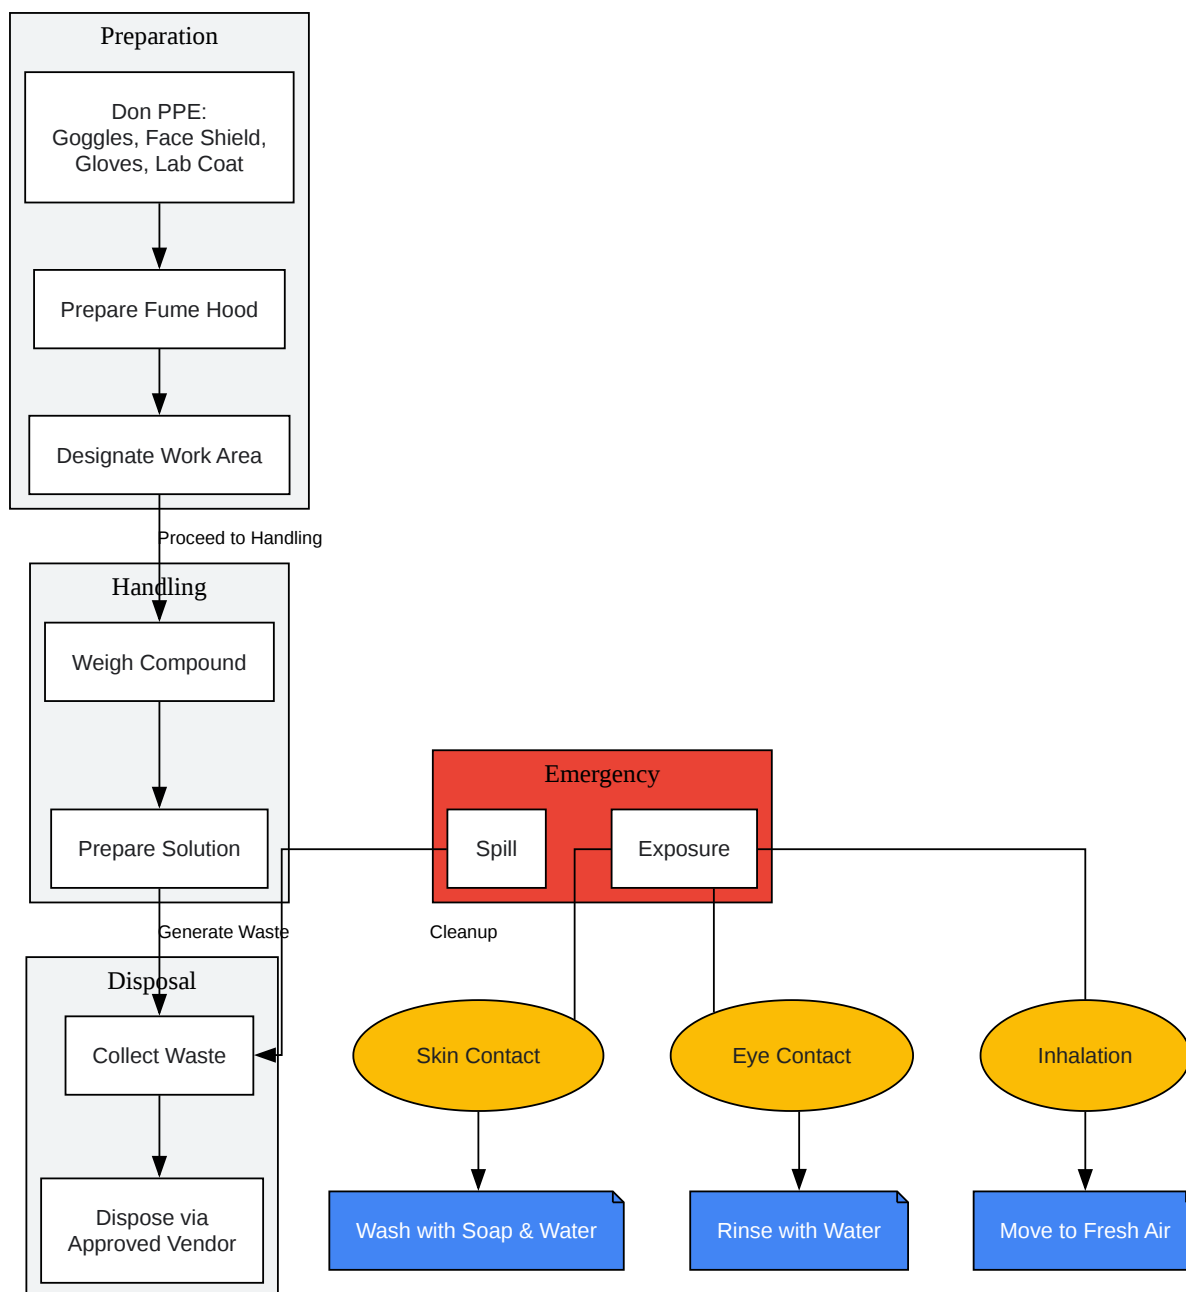 Preparation
Don PPE:
Goggles, Face Shield,
Gloves, Lab Coat
Prepare Fume Hood
Designate Work Area
Proceed to Handling
Handling
Weigh Compound
Prepare Solution
Emergency
Spill
Exposure
Generate Waste
Cleanup
Disposal
Collect Waste
Skin Contact
Eye Contact
Inhalation
Dispose via
Approved Vendor
Wash with Soap & Water
Rinse with Water
Move to Fresh Air